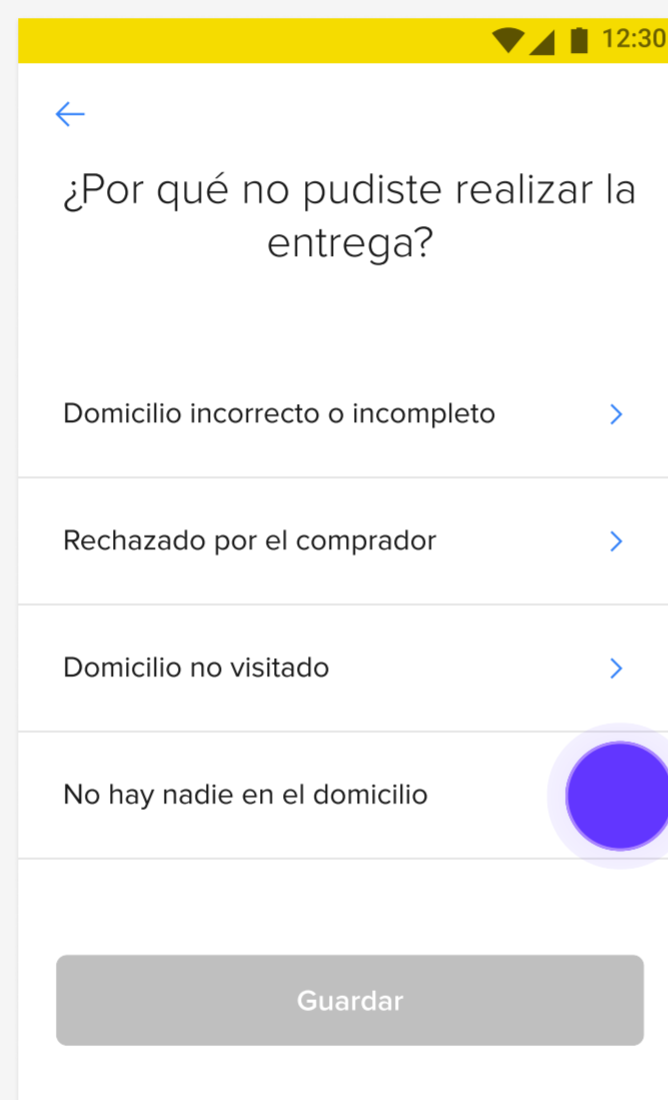 12:30
¿Por qué no pudiste realizar la
entrega?
Domicilio incorrecto o incompleto
Rechazado por el comprador
Domicilio no visitado
No hay nadie en el domicilio
Guardar